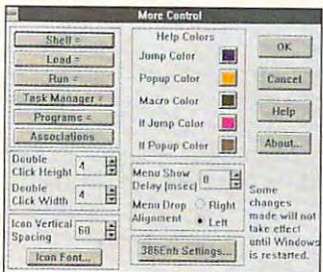 More Control
Shell =
Load =
Run =
Task Manager =
Programs =
Associations
Double
Click Height 4
Double
Click Width 4
Icon Vertical
Spacing 60
Icon Font...
Help Colors
Jump Color
Popup Color
Macro Color
If Jump Color
If Popup Color
Menu Show
Delay (msec) 0
Menu Drop Right
Alignment Left
386Enh Settings...
OK
Cancel
Help
About...
Some
changes
made will not
take effect
until Windows
is restarted.